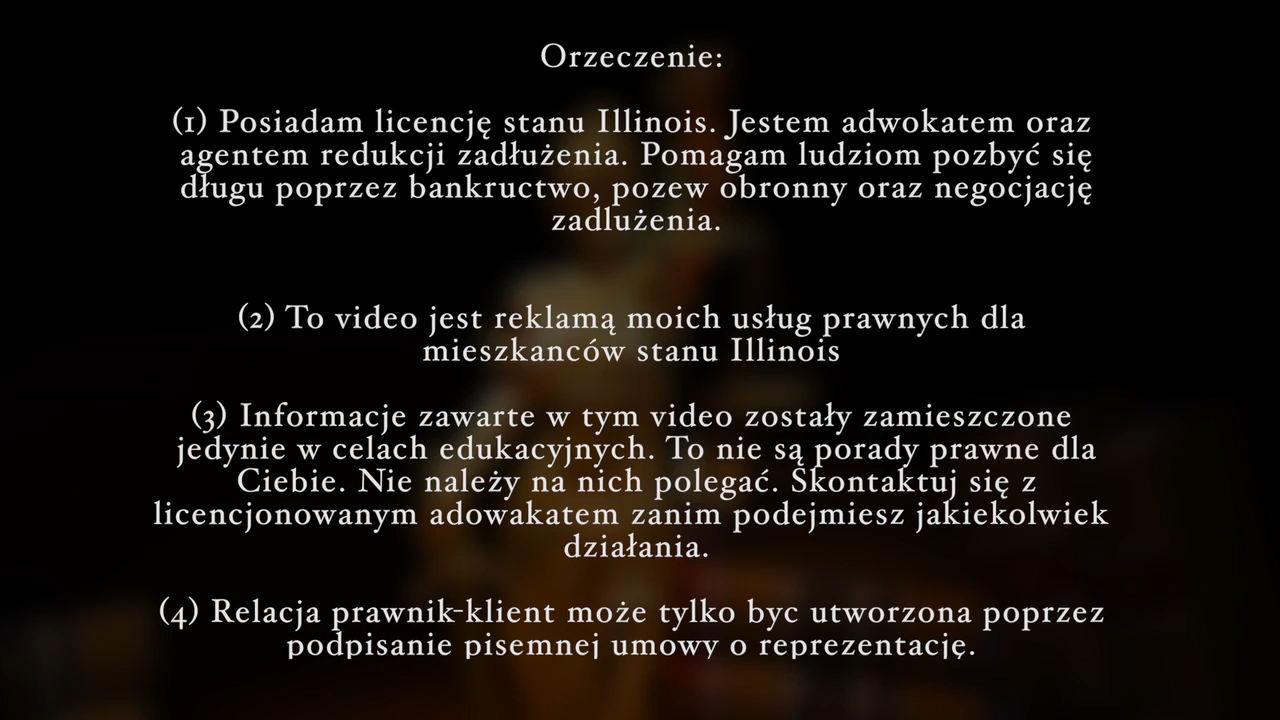 Orzeczenie:
(1) Posiadam licencję stanu Illinois. Jestem adwokatem oraz
agentem redukcji zadłużenia. Pomagam ludziom pozbyć się
długu poprzez bankructwo, pozew obronny oraz negocjację
zadlużenia.
(2) To video jest reklamą moich usług prawnych dla
mieszkanców stanu Illinois
(3) Informacje zawarte w tym video zostały zamieszczone
jedynie w celach edukacyjnych. To nie są porady prawne dla
Ciebie. Nie należy na nich polegać. Skontaktuj się z
licencjonowanym adowakatem zanim podejmiesz jakiekolwiek
działania.
(4) Relacja prawnik-klient może tylko byc utworzona poprzez
podpisanie pisemnej umowy o reprezentację.